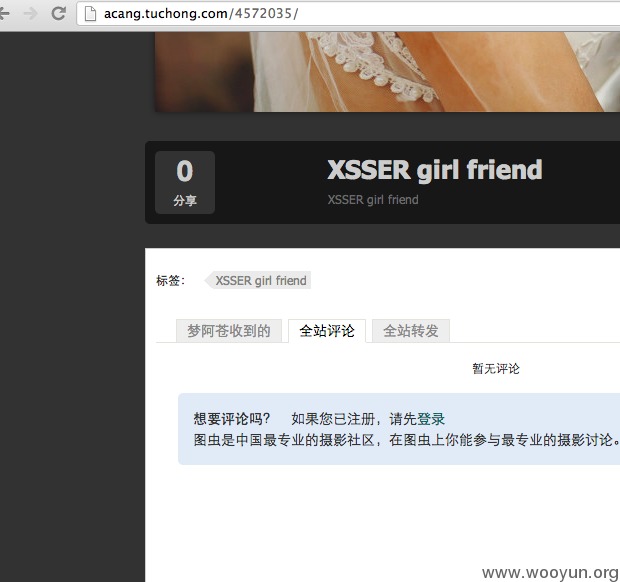 acang.tuchong.com/4572035/
0
分享
XSSER girl friend
XSSER girl friend
标签: XSSER girl friend
梦阿苍收到的 全站评论 全站转发
暂无评论
想要评论吗? 如果您已注册，请先登录
图虫是中国最专业的摄影社区，在图虫上你能参与最专业的摄影讨论。
www.wooyun.org